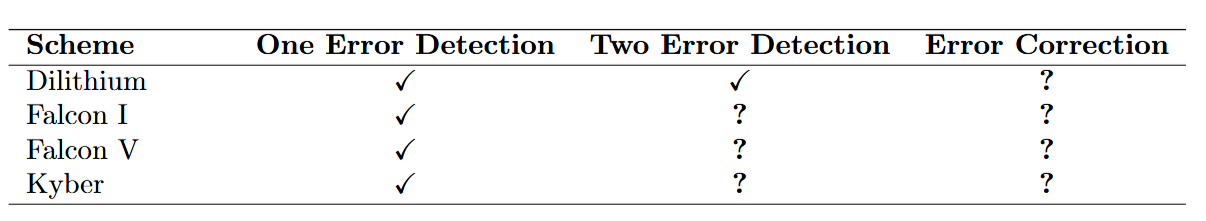 Scheme One Error Detection Two Error Detection Error Correction
Dilithium ✓ ✓ ?
Falcon I ✓ ? ?
Falcon V ✓ ? ?
Kyber ✓ ? ?